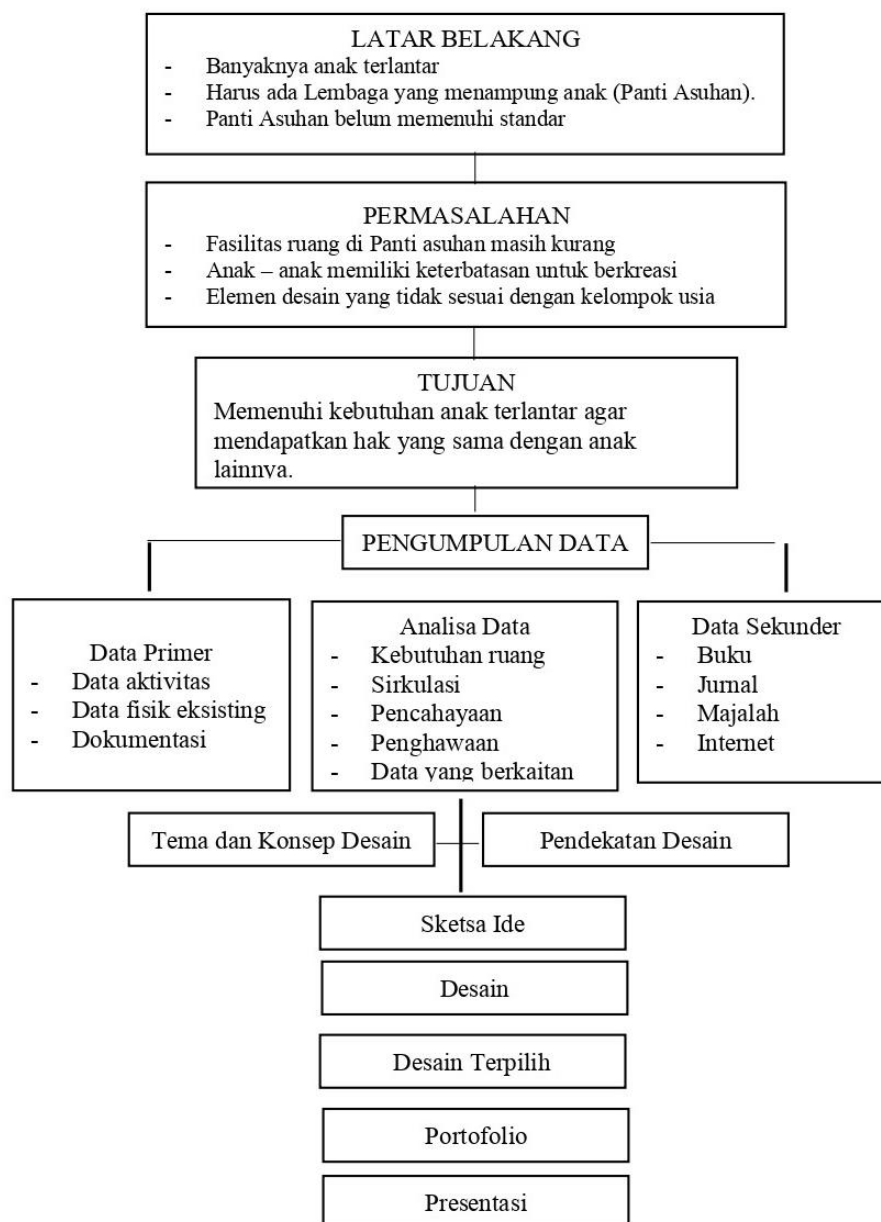 LATAR BELAKANG
- Banyaknya anak terlantar
- Harus ada Lembaga yang menampung anak (Panti Asuhan).
- Panti Asuhan belum memenuhi standar
PERMASALAHAN
- Fasilitas ruang di Panti asuhan masih kurang
- Anak – anak memiliki keterbatasan untuk berkreasi
- Elemen desain yang tidak sesuai dengan kelompok usia
TUJUAN
Memenuhi kebutuhan anak terlantar agar
mendapatkan hak yang sama dengan anak
lainnya.
PENGUMPULAN DATA
Data Primer
- Data aktivitas
- Data fisik eksisting
- Dokumentasi
Analisa Data
- Kebutuhan ruang
- Sirkulasi
- Pencahayaan
- Penghawaan
- Data yang berkaitan
Data Sekunder
- Buku
- Jurnal
- Majalah
- Internet
Tema dan Konsep Desain
Pendekatan Desain
Sketsa Ide
Desain
Desain Terpilih
Portofolio
Presentasi